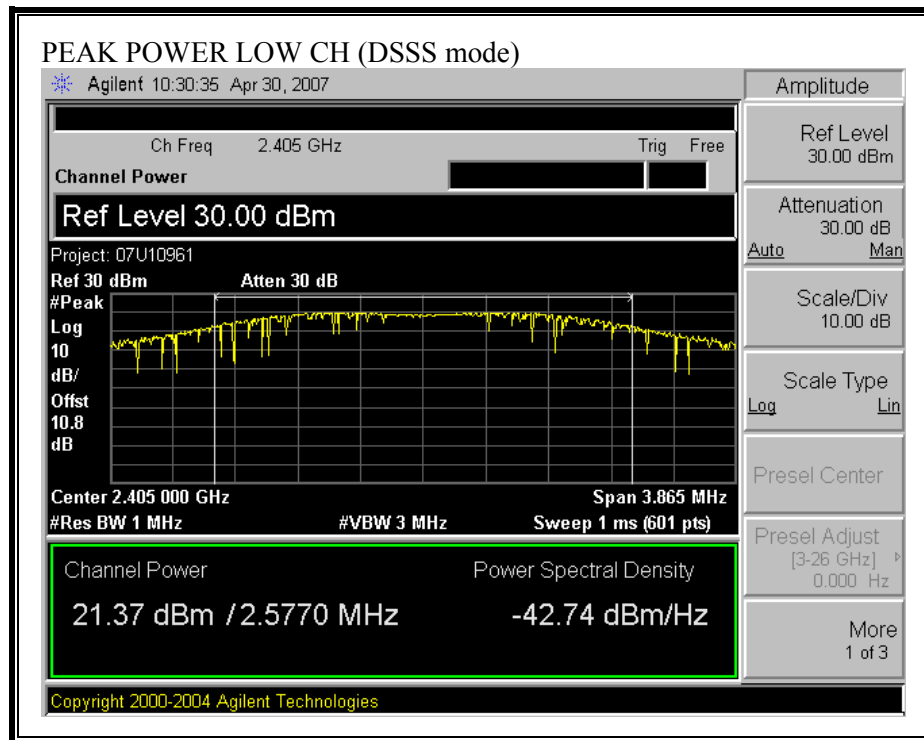 PEAK POWER LOW CH (DSSS mode)
Agilent 10:30:35 Apr 30, 2007
Amplitude
Ch Freq 2.405 GHz Trig Free
Channel Power
Ref Level 30.00 dBm
Project: 07U10961
Ref 30 dBm Atten 30 dB
#Peak
Log
10
dB/
Offst
10.8
dB
Center 2.405 000 GHz Span 3.865 MHz
#Res BW 1 MHz #VBW 3 MHz Sweep 1 ms (601 pts)
Channel Power Power Spectral Density
21.37 dBm / 2.5770 MHz -42.74 dBm/Hz
Copyright 2000-2004 Agilent Technologies
Ref Level
30.00 dBm
Attenuation
30.00 dB
Auto Man
Scale/Div
10.00 dB
Scale Type
Log Lin
Presel Center
Presel Adjust
[3-26 GHz]
0.000 Hz
More
1 of 3